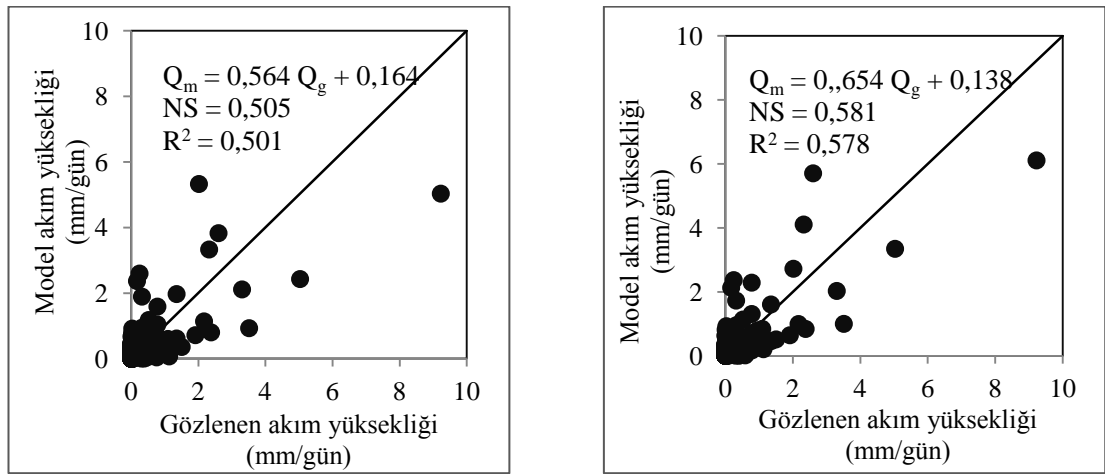 10
8
6
4
2
0
Model akım yüksekliği
(mm/gün)
Q_m = 0,564 Q_g + 0,164
NS = 0,505
R² = 0,501
0 2 4 6 8 10
Gözlenen akım yüksekliği
(mm/gün)
10
8
6
4
2
0
Model akım yüksekliği
(mm/gün)
Q_m = 0,,654 Q_g + 0,138
NS = 0,581
R² = 0,578
0 2 4 6 8 10
Gözlenen akım yüksekliği
(mm/gün)